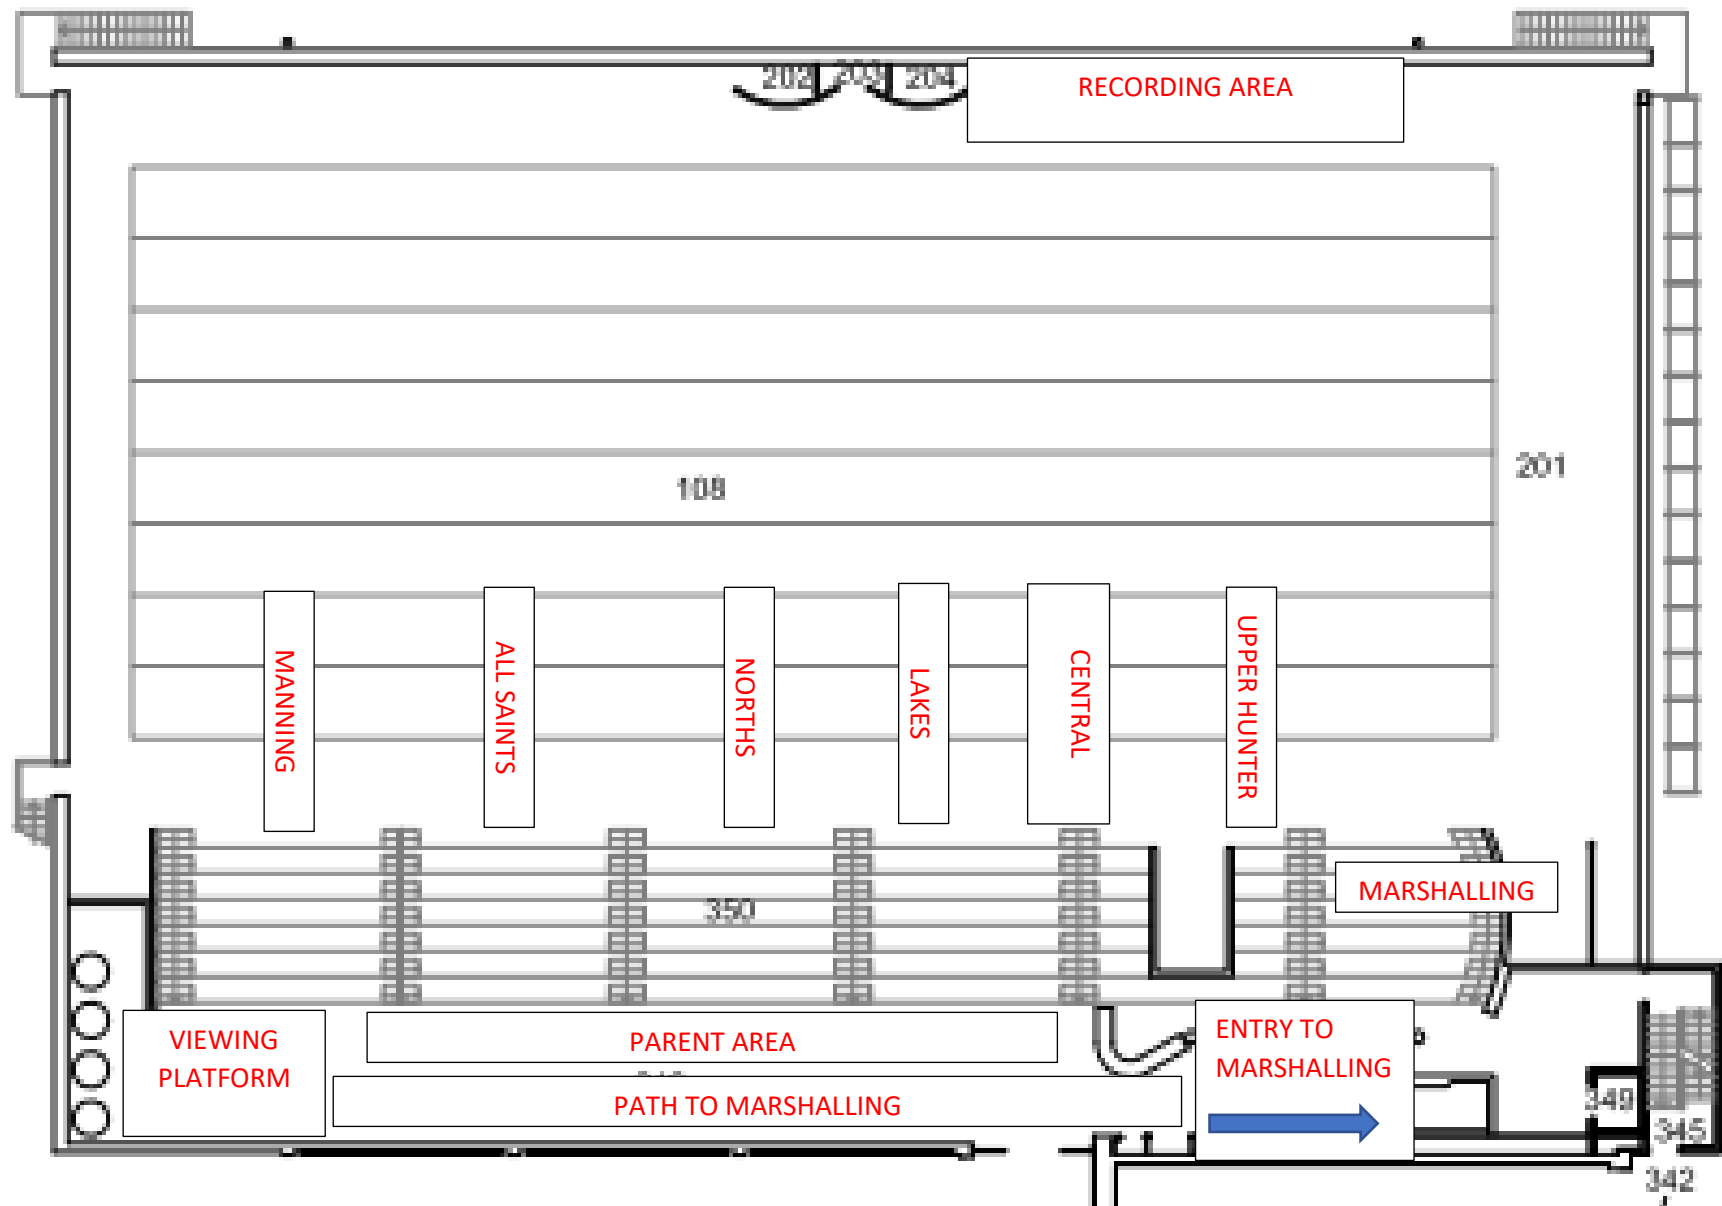 202 203 204
RECORDING AREA
201
108
MANNING
ALL SAINTS
NORTHS
LAKES
CENTRAL
UPPER HUNTER
MARSHALLING
350
VIEWING
PLATFORM
PARENT AREA
PATH TO MARSHALLING
ENTRY TO
MARSHALLING
349
345
342